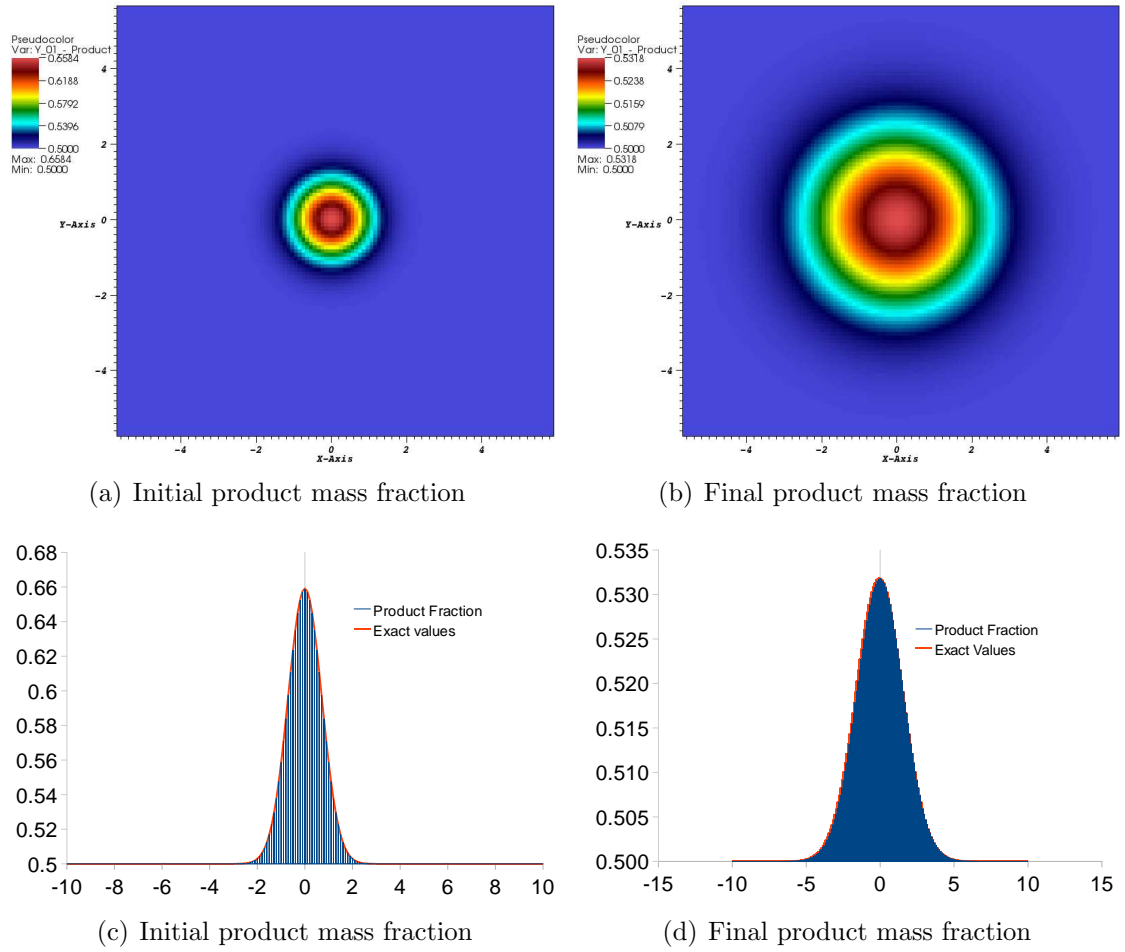 Pseudocolor
Var: Y_01 - Product
0.6584
0.6188
0.5792
0.5396
0.5000
Max: 0.6584
Min: 0.5000
4
2
Y-Axis 0
-2
-4
-4 -2 0 2 4
X-Axis
(a) Initial product mass fraction
Pseudocolor
Var: Y_01 - Product
0.5318
0.5238
0.5159
0.5079
0.5000
Max: 0.5318
Min: 0.5000
4
2
Y-Axis 0
-2
-4
-4 -2 0 2 4
X-Axis
(b) Final product mass fraction
0.68
0.66
0.64
0.62
0.6
0.58
0.56
0.54
0.52
0.5
-10 -8 -6 -4 -2 0 2 4 6 8 10
Product Fraction
Exact values
(c) Initial product mass fraction
0.535
0.530
0.525
0.520
0.515
0.510
0.505
0.500
-15 -10 -5 0 5 10 15
Product Fraction
Exact Values
(d) Final product mass fraction